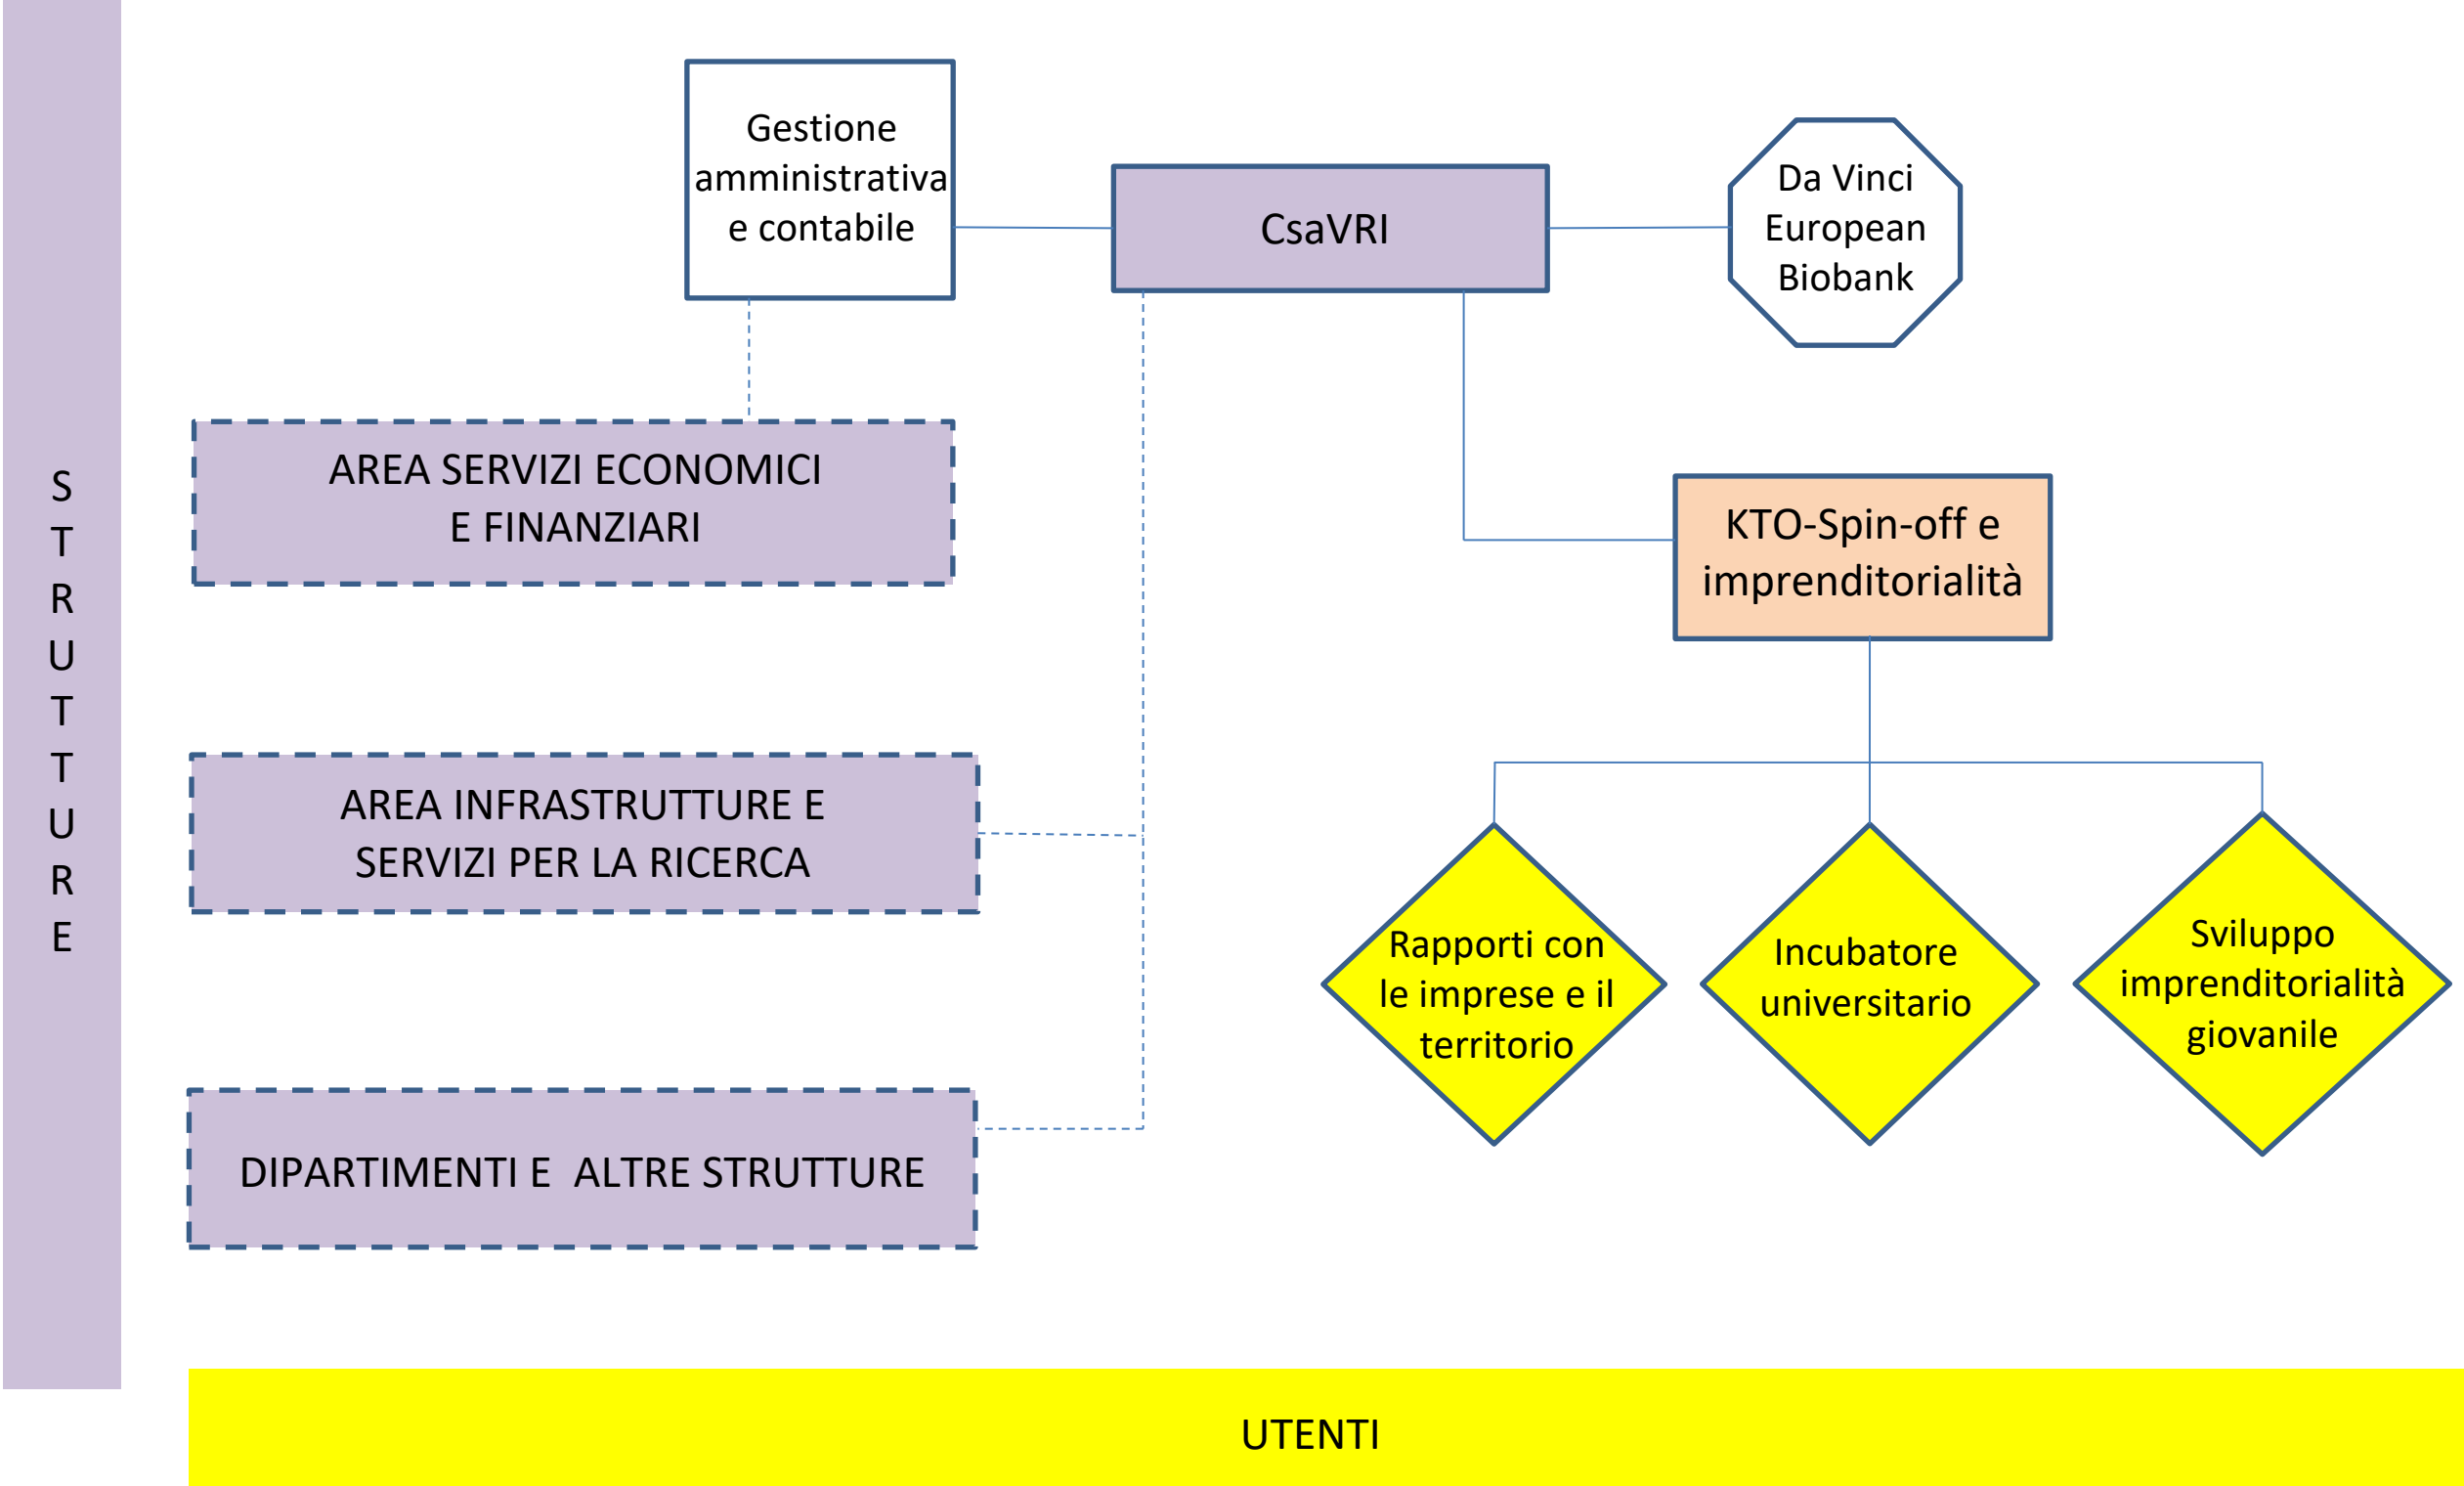 S
T
R
U
T
T
U
R
E
Gestione
amministrativa
e contabile
CsaVRI
Da Vinci
European
Biobank
AREA SERVIZI ECONOMICI
E FINANZIARI
KTO-Spin-off e
imprenditorialità
AREA INFRASTRUTTURE E
SERVIZI PER LA RICERCA
Rapporti con
le imprese e il
territorio
Incubatore
universitario
Sviluppo
imprenditorialità
giovanile
DIPARTIMENTI E  ALTRE STRUTTURE
UTENTI